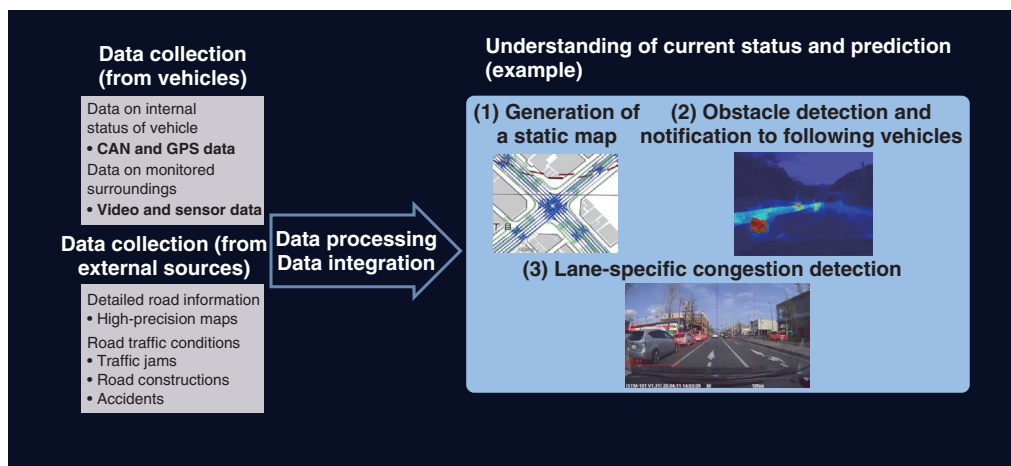 Data collection
(from vehicles)
Data on internal
status of vehicle
• CAN and GPS data
Data on monitored
surroundings
• Video and sensor data
Data collection (from
external sources)
Detailed road information
• High-precision maps
Road traffic conditions
• Traffic jams
• Road constructions
• Accidents
Data processing
Data integration
Understanding of current status and prediction
(example)
(1) Generation of
a static map
(2) Obstacle detection and
notification to following vehicles
丁目
(3) Lane-specific congestion detection